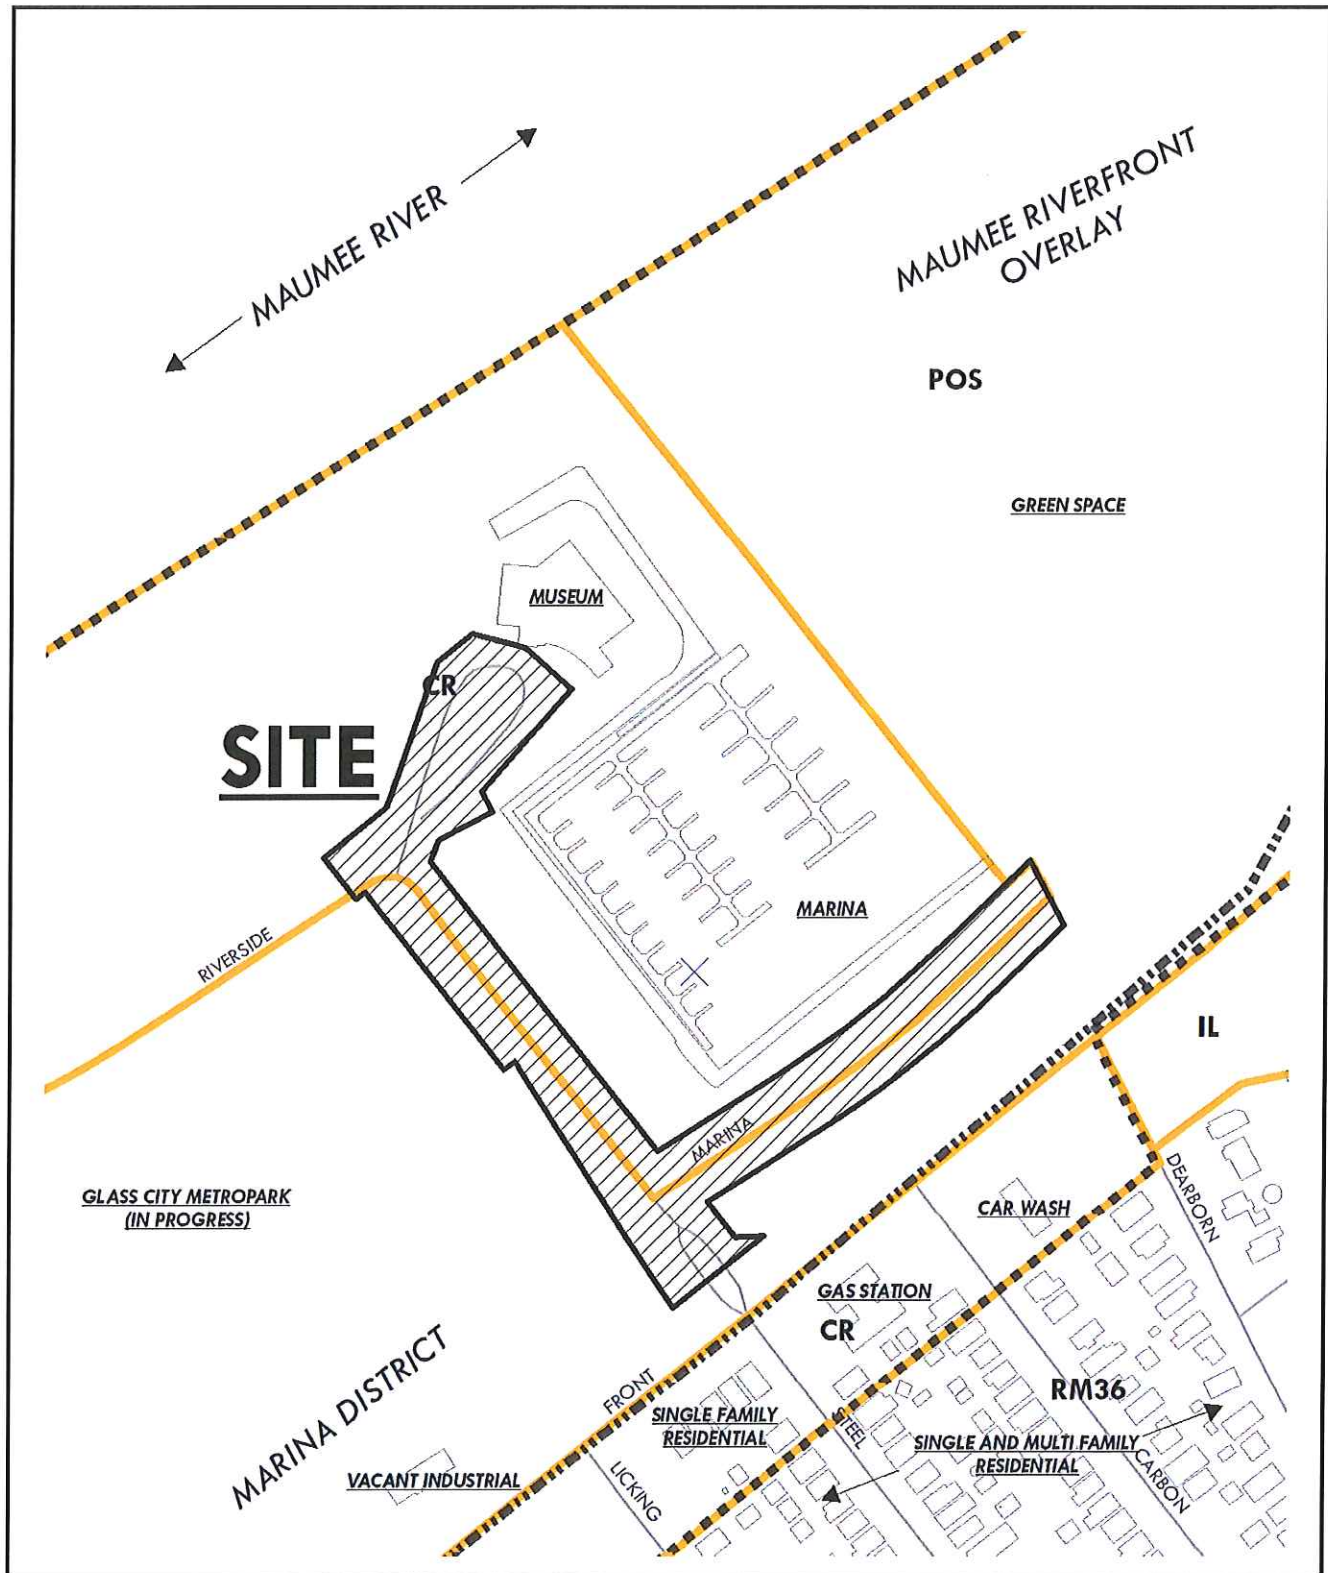 MAUMEE RIVER
MAUMEE RIVERFRONT
OVERLAY
POS
GREEN SPACE
MUSEUM
CR
SITE
MARINA
RIVERSIDE
IL
MARINA
DEARBORN
GLASS CITY METROPARK
(IN PROGRESS)
CAR WASH
GAS STATION
CR
MARINA DISTRICT
FRONT
RM36
SINGLE FAMILY
RESIDENTIAL
STEEL
SINGLE AND MULTI FAMILY
RESIDENTIAL
CARBON
VACANT INDUSTRIAL
LICKING